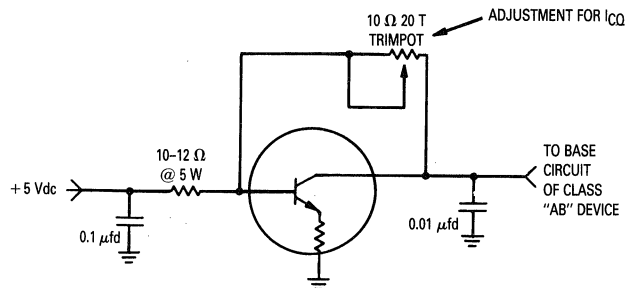 10 Ω 20 T
TRIMPOT
ADJUSTMENT FOR ICQ
10–12 Ω
@ 5 W
+5 Vdc
0.1 μfd
0.01 μfd
TO BASE
CIRCUIT
OF CLASS
"AB" DEVICE